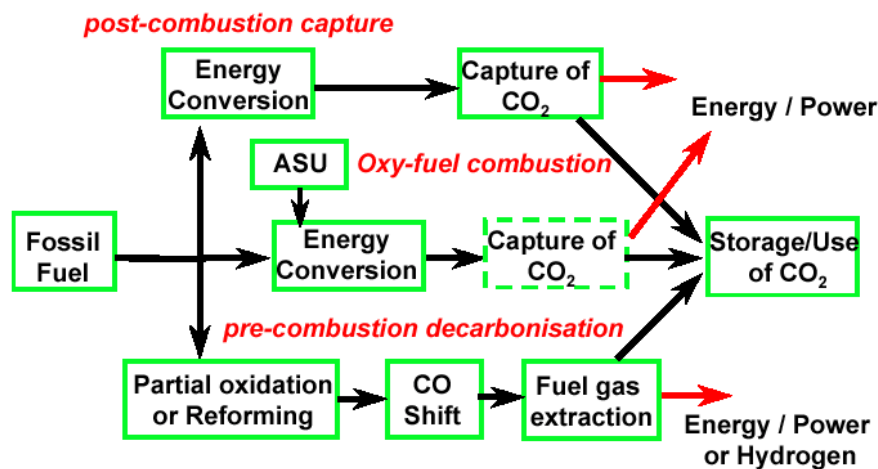 post-combustion capture
Energy
Conversion
Capture of
CO₂
Energy / Power
ASU
Oxy-fuel combustion
Fossil
Fuel
Energy
Conversion
Capture of
CO₂
Storage/Use
of CO₂
pre-combustion decarbonisation
Partial oxidation
or Reforming
CO
Shift
Fuel gas
extraction
Energy / Power
or Hydrogen